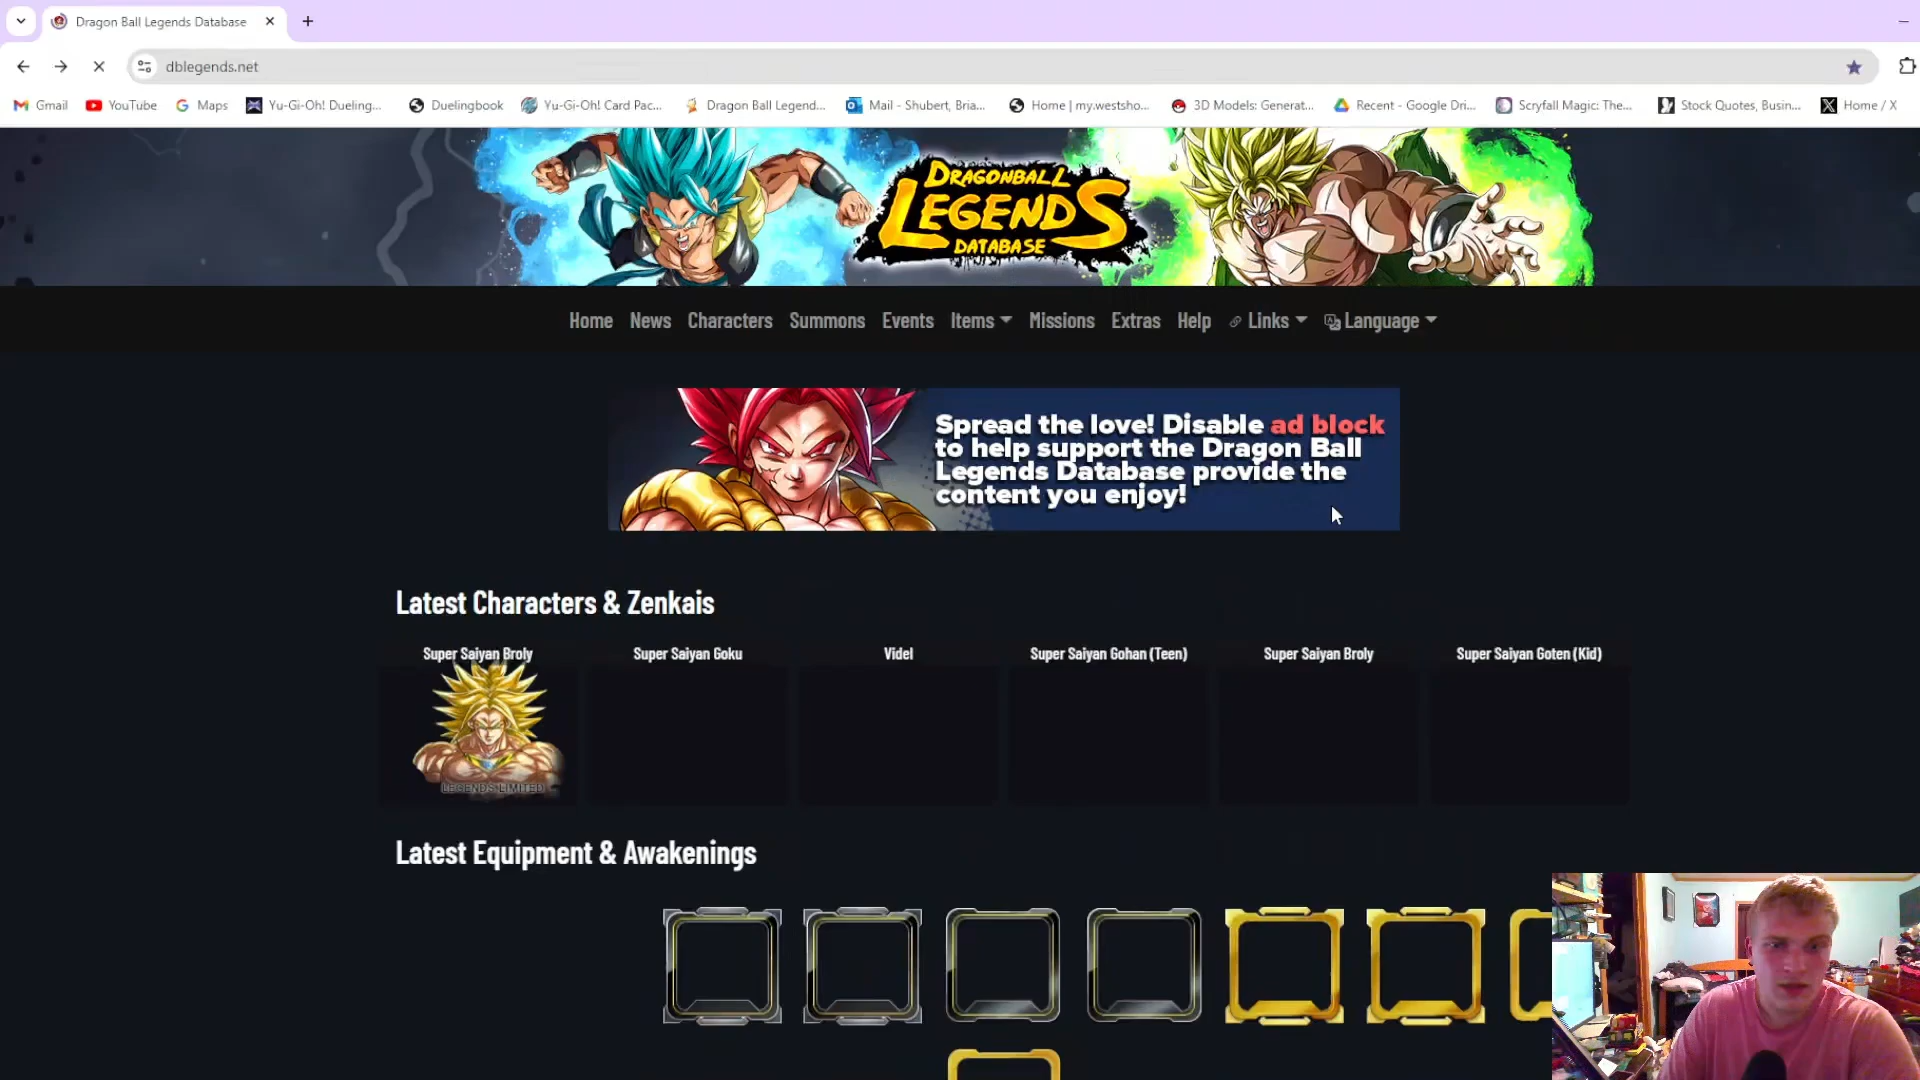 Dragon Ball Legends Database
dblegends.net
Gmail YouTube Maps Yu-Gi-Oh! Dueling... Duelingbook Yu-Gi-Oh! Card Pac... Dragon Ball Legend... Mail - Shubert, Bria... Home | my.westsho... 3D Models: Generat... Recent - Google Dri... Scryfall Magic: The... Stock Quotes, Busin... Home / X
DRAGONBALL
LEGENDS
DATABASE
Home News Characters Summons Events Items Missions Extras Help Links Language
Spread the love! Disable ad block
to help support the Dragon Ball
Legends Database provide the
content you enjoy!
Latest Characters & Zenkais
Super Saiyan Broly Super Saiyan Goku Videl Super Saiyan Gohan (Teen) Super Saiyan Broly Super Saiyan Goten (Kid)
LEGENDS LIMITED
Latest Equipment & Awakenings